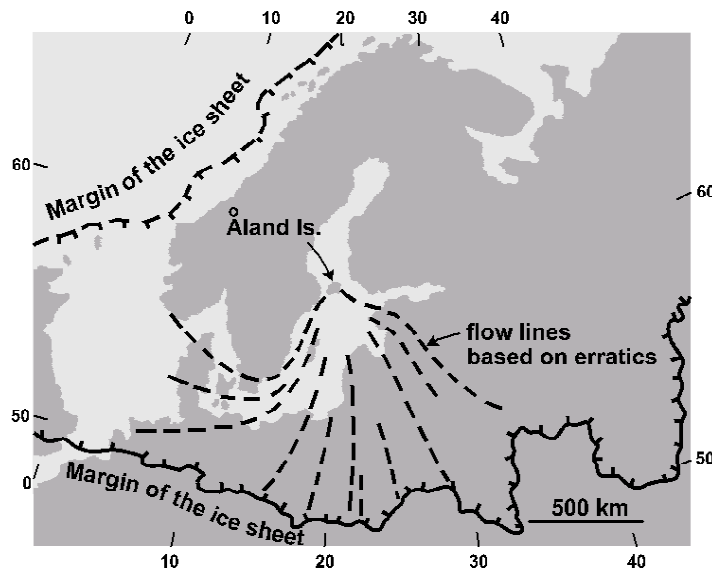 0 10 20 30 40
Margin of the ice sheet
60
60
Åland Is.
flow lines
based on erratics
50
50
0
Margin of the ice sheet
500 km
10 20 30 40